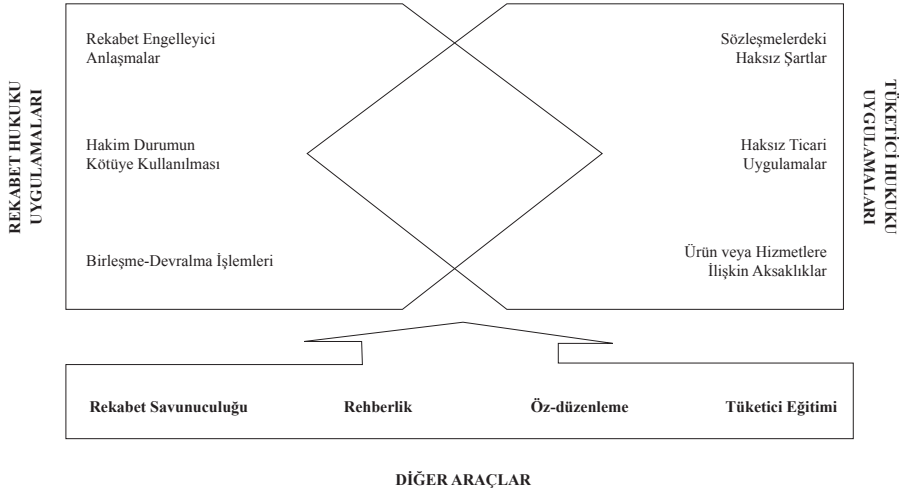 REKABET HUKUKU
UYGULAMALARI
Rekabet Engelleyici
Anlaşmalar
Hakim Durumun
Kötüye Kullanılması
Birleşme-Devralma İşlemleri
Sözleşmelerdeki
Haksız Şartlar
Haksız Ticari
Uygulamalar
Ürün veya Hizmetlere
İlişkin Aksaklıklar
TÜKETİCİ HUKUKU
UYGULAMALARI
Rekabet Savunuculuğu
Rehberlik
Öz-düzenleme
Tüketici Eğitimi
DİĞER ARAÇLAR